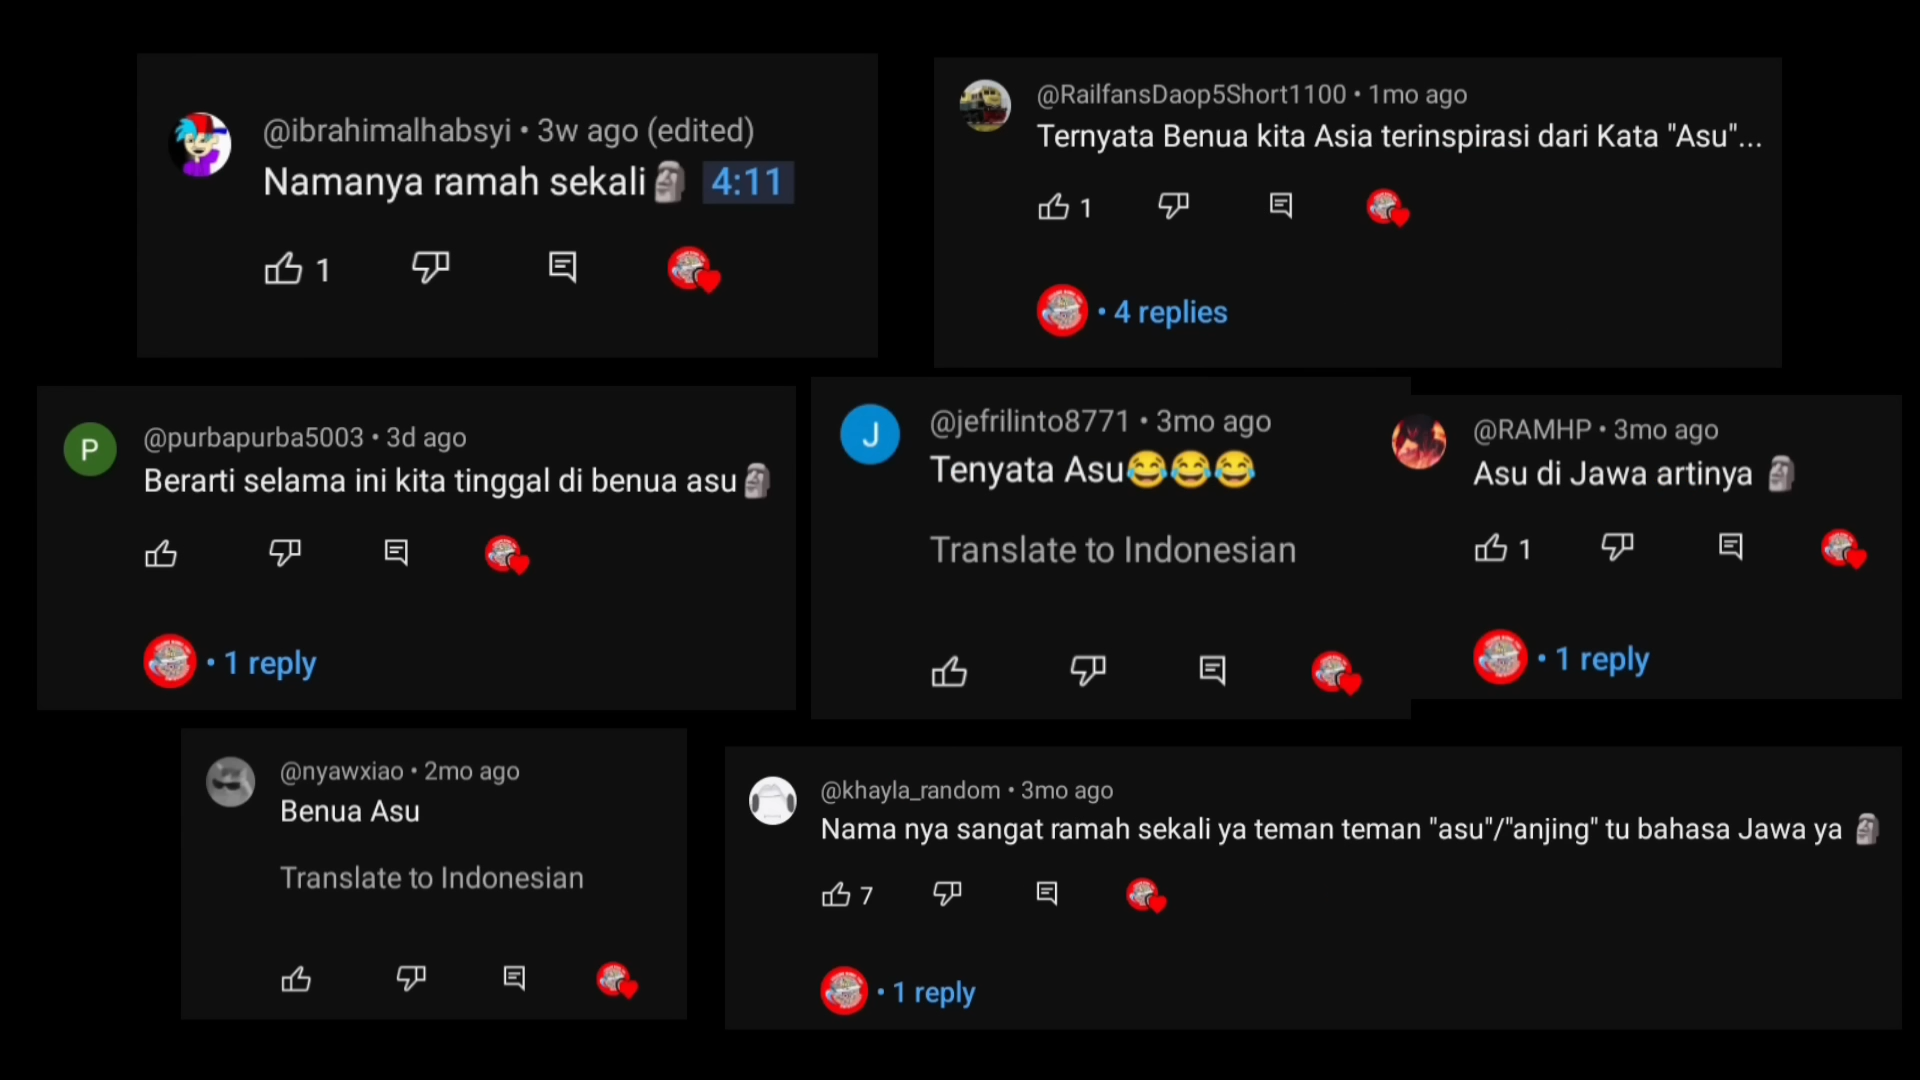 @ibrahimalhabsyi • 3w ago (edited)
Namanya ramah sekali🗿 4:11
1
@RailfansDaop5Short1100 • 1mo ago
Ternyata Benua kita Asia terinspirasi dari Kata "Asu"...
1
• 4 replies
P
@purbapurba5003 • 3d ago
Berarti selama ini kita tinggal di benua asu🗿
• 1 reply
J
@jefrilinto8771 • 3mo ago
Tenyata Asu😂😂😂
Translate to Indonesian
@RAMHP • 3mo ago
Asu di Jawa artinya 🗿
1
• 1 reply
@nyawxiao • 2mo ago
Benua Asu
Translate to Indonesian
@khayla_random • 3mo ago
Nama nya sangat ramah sekali ya teman teman "asu"/"anjing" tu bahasa Jawa ya 🗿
7
• 1 reply